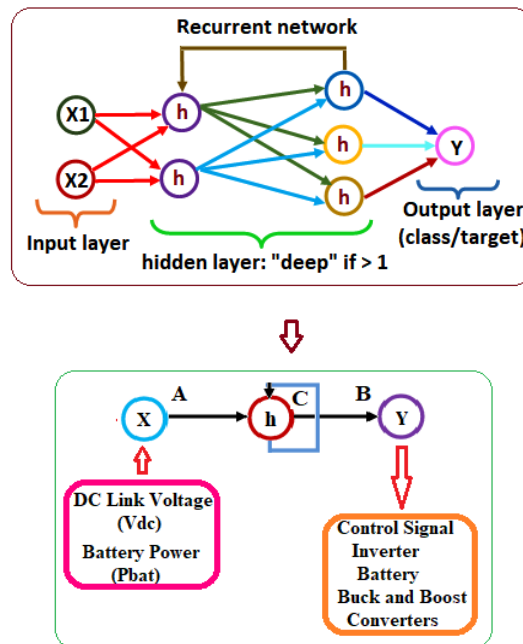 Recurrent network
X1
X2
h
h
h
h
h
Y
Input layer
Output layer
(class/target)
hidden layer: "deep" if > 1
A
C
B
X
h
Y
DC Link Voltage
(Vdc)
Battery Power
(Pbat)
Control Signal
Inverter
Battery
Buck and Boost
Converters